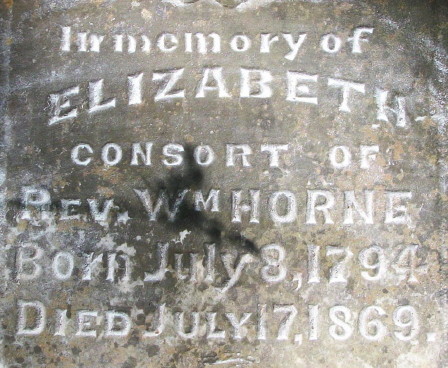 In memory of
ELIZABETH
CONSORT OF
REV. WM HORNE
Born July 8, 1794
DIED JULY 17, 1869.